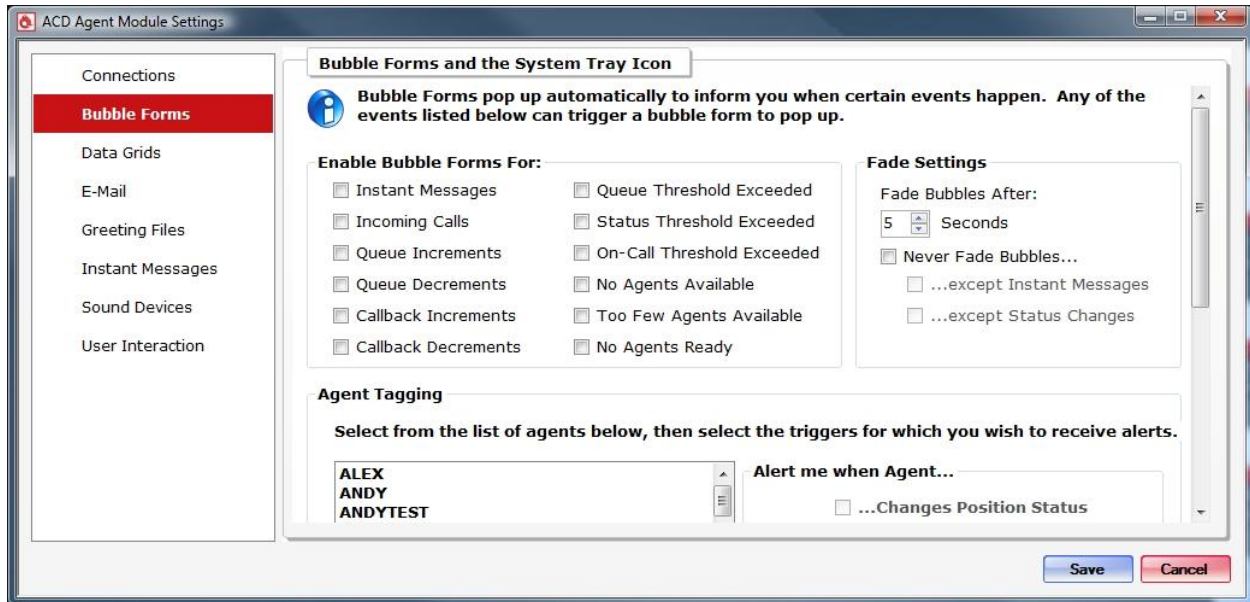 ACD Agent Module Settings
Connections
Bubble Forms
Data Grids
E-Mail
Greeting Files
Instant Messages
Sound Devices
User Interaction
Bubble Forms and the System Tray Icon
Bubble Forms pop up automatically to inform you when certain events happen. Any of the
events listed below can trigger a bubble form to pop up.
Enable Bubble Forms For:
Instant Messages
Incoming Calls
Queue Increments
Queue Decrements
Callback Increments
Callback Decrements
Queue Threshold Exceeded
Status Threshold Exceeded
On-Call Threshold Exceeded
No Agents Available
Too Few Agents Available
No Agents Ready
Fade Settings
Fade Bubbles After:
5 Seconds
Never Fade Bubbles...
...except Instant Messages
...except Status Changes
Agent Tagging
Select from the list of agents below, then select the triggers for which you wish to receive alerts.
ALEX
ANDY
ANDYTEST
Alert me when Agent...
...Changes Position Status
Save
Cancel